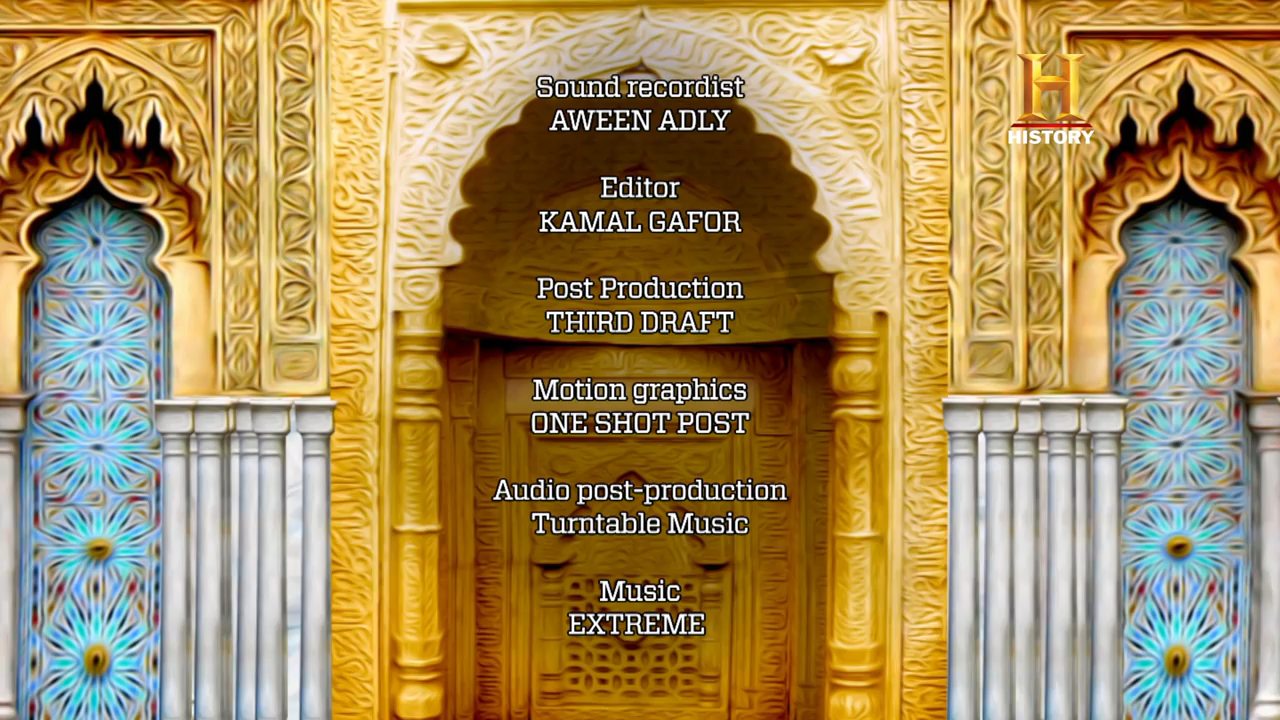 Sound recordist
AWEEN ADLY
Editor
KAMAL GAFOR
Post Production
THIRD DRAFT
Motion graphics
ONE SHOT POST
Audio post-production
Turntable Music
Music
EXTREME
H
HISTORY